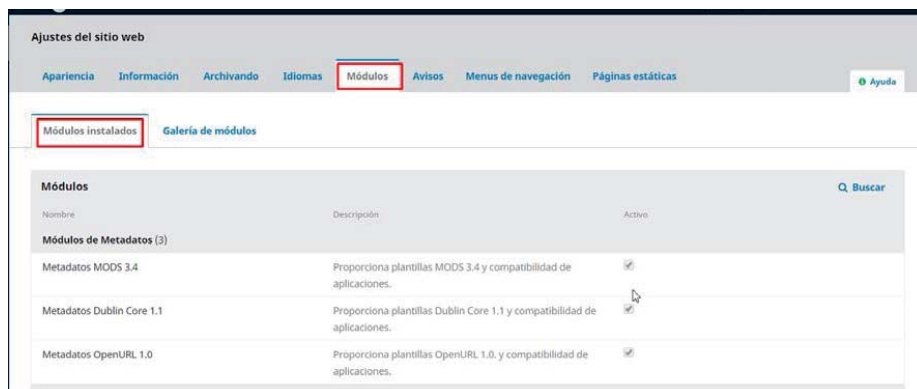 Ajustes del sitio web
Apariencia Información Archivando Idiomas Módulos Avisos Menus de navegación Páginas estáticas
Ayuda
Módulos instalados Galería de módulos
Módulos Buscar
Nombre Descripción Activo
Módulos de Metadatos (3)
Metadatos MODS 3.4 Proporciona plantillas MODS 3.4 y compatibilidad de
aplicaciones.
Metadatos Dublin Core 1.1 Proporciona plantillas Dublin Core 1.1 y compatibilidad de
aplicaciones.
Metadatos OpenURL 1.0 Proporciona plantillas OpenURL 1.0. y compatibilidad de
aplicaciones.